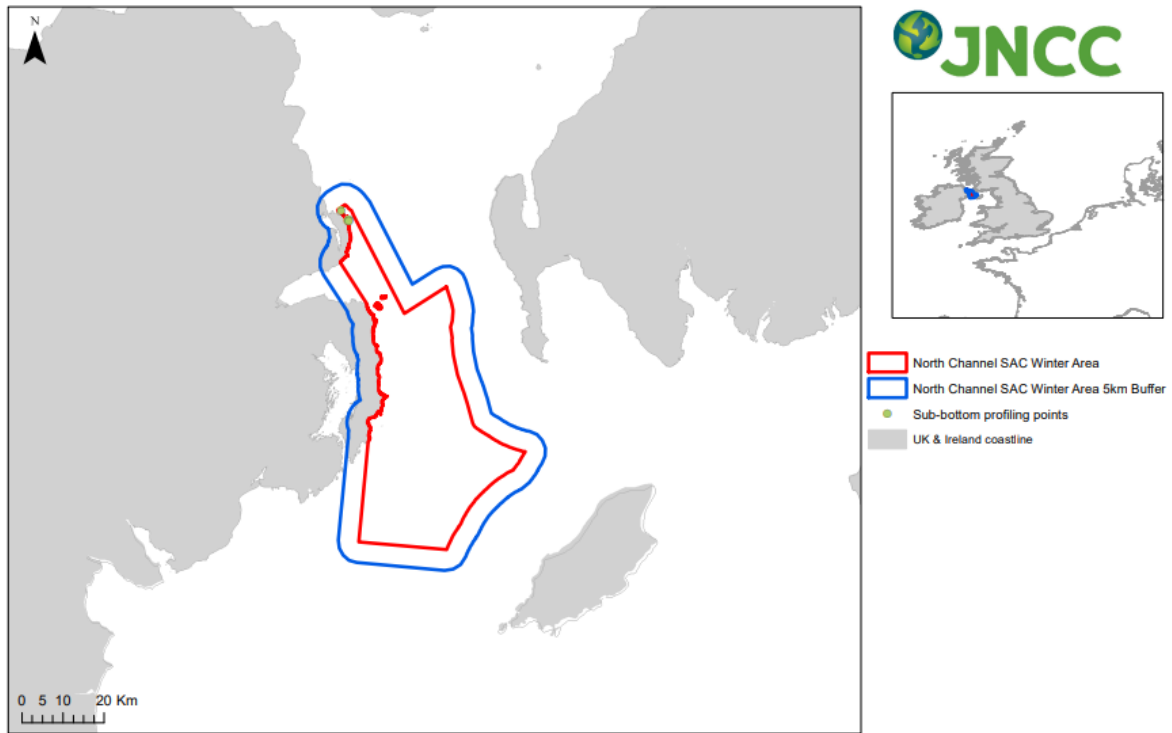 N
JNCC
North Channel SAC Winter Area
North Channel SAC Winter Area 5km Buffer
Sub-bottom profiling points
UK & Ireland coastline
0 5 10 20 Km